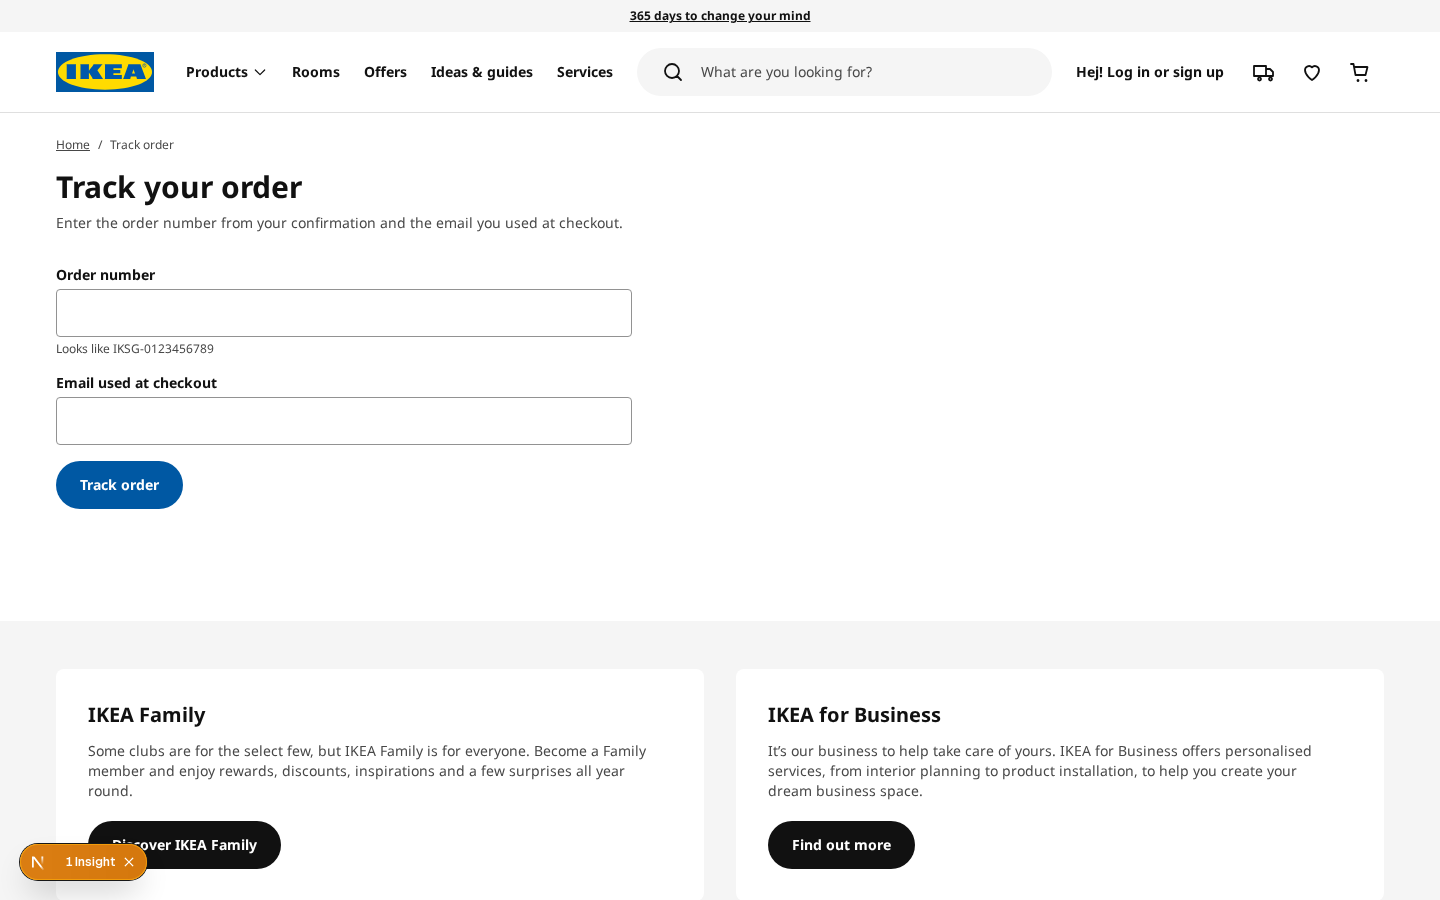 365 days to change your mind
IKEA
Products
Rooms
Offers
Ideas & guides
Services
What are you looking for?
Hej! Log in or sign up
Home / Track order
Track your order
Enter the order number from your confirmation and the email you used at checkout.
Order number
Looks like IKSG-0123456789
Email used at checkout
Track order
IKEA Family
Some clubs are for the select few, but IKEA Family is for everyone. Become a Family
member and enjoy rewards, discounts, inspirations and a few surprises all year
round.
Discover IKEA Family
IKEA for Business
It’s our business to help take care of yours. IKEA for Business offers personalised
services, from interior planning to product installation, to help you create your
dream business space.
Find out more
1 Insight